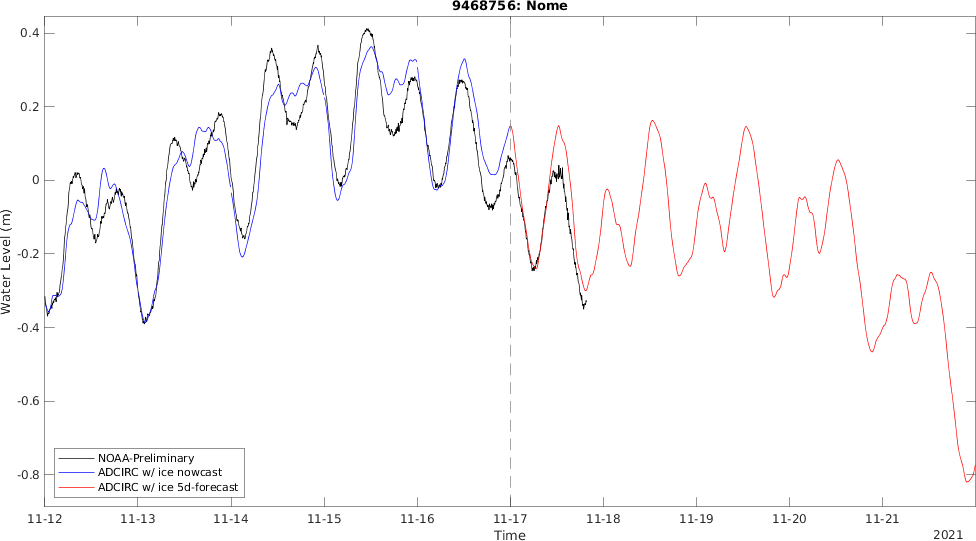 9468756: Nome
0.4
0.2
0
-0.2
-0.4
-0.6
-0.8
Water Level (m)
NOAA-Preliminary
ADCIRC w/ ice nowcast
ADCIRC w/ ice 5d-forecast
11-12 11-13 11-14 11-15 11-16 11-17 11-18 11-19 11-20 11-21
Time
2021